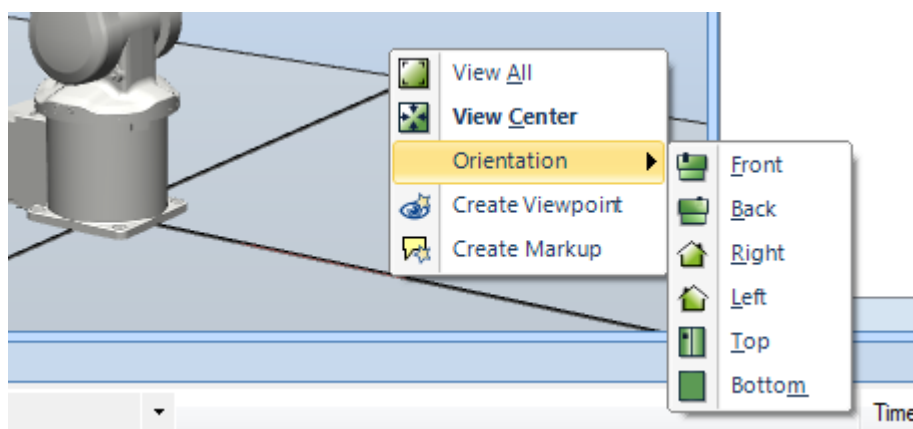 View All
View Center
Orientation
Create Viewpoint
Create Markup
Front
Back
Right
Left
Top
Bottom
Time